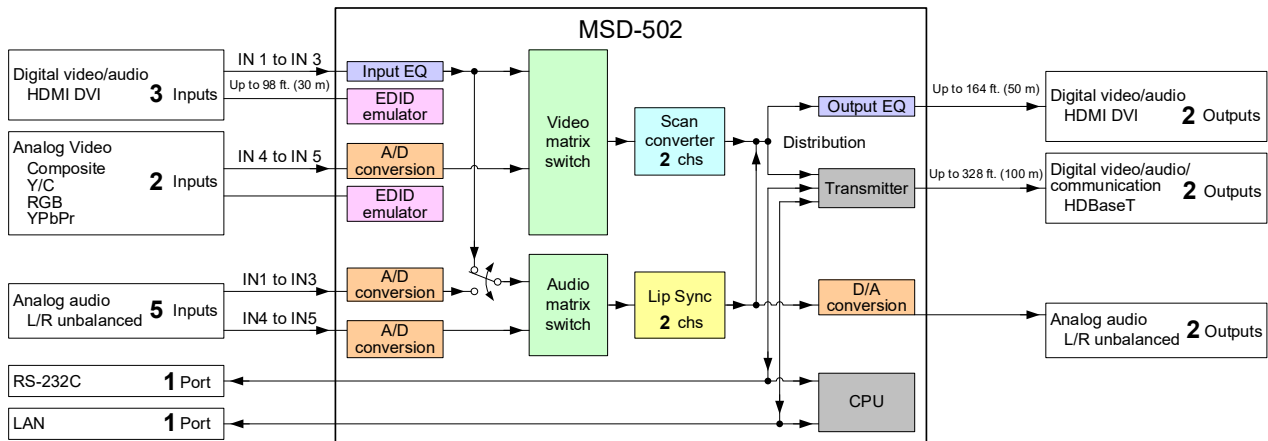 MSD-502
Digital video/audio
HDMI DVI
3 Inputs
IN 1 to IN 3
Up to 98 ft. (30 m)
Input EQ
EDID
emulator
Analog Video
Composite
Y/C
RGB
YPbPr
2 Inputs
IN 4 to IN 5
A/D
conversion
EDID
emulator
Video
matrix
switch
Scan
converter
2 chs
Distribution
Output EQ
Up to 164 ft. (50 m)
Digital video/audio
HDMI DVI
2 Outputs
Transmitter
Up to 328 ft. (100 m)
Digital video/audio/
communication
HDBaseT
2 Outputs
Analog audio
L/R unbalanced
5 Inputs
IN1 to IN3
A/D
conversion
IN4 to IN5
A/D
conversion
Audio
matrix
switch
Lip Sync
2 chs
D/A
conversion
Analog audio
L/R unbalanced
2 Outputs
RS-232C
1 Port
LAN
1 Port
CPU